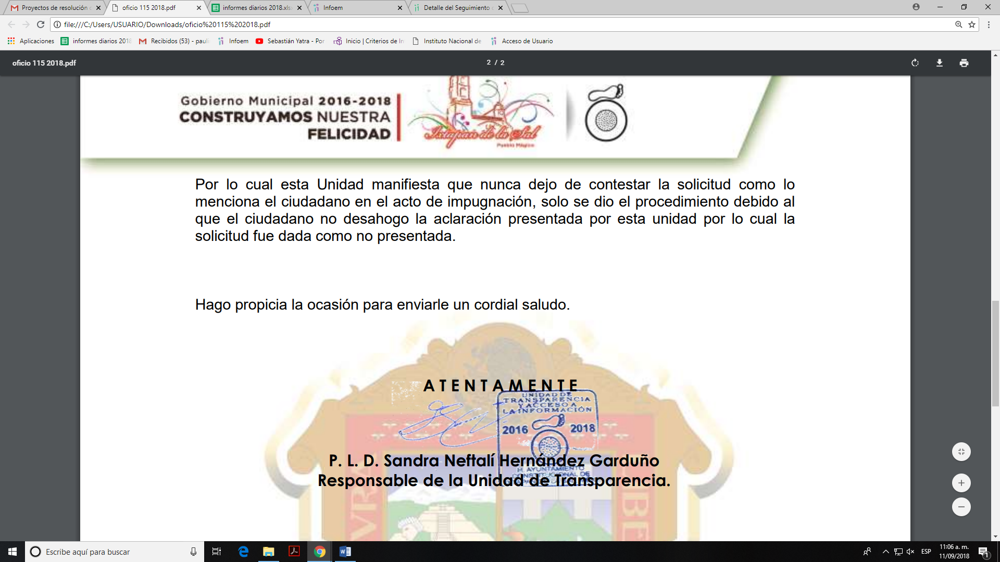 Proyectos de resolución
oficio 115 2018.pdf
informes diarios 2018.xls
Infoem
Detalle del Seguimiento
file:///C:/Users/USUARIO/Downloads/oficio%20115%202018.pdf
Aplicaciones
informes diarios 2018
Recibidos (53) - pauli
Infoem
Sebastián Yatra - Por
Inicio | Criterios de In
Instituto Nacional de
Acceso de Usuario
oficio 115 2018.pdf
2 / 2
Gobierno Municipal 2016-2018
CONSTRUYAMOS NUESTRA
FELICIDAD
Ixtapan de la Sal
Pueblo Mágico
Por lo cual esta Unidad manifiesta que nunca dejo de contestar la solicitud como lo
menciona el ciudadano en el acto de impugnación, solo se dio el procedimiento debido al
que el ciudadano no desahogo la aclaración presentada por esta unidad por lo cual la
solicitud fue dada como no presentada.
Hago propicia la ocasión para enviarle un cordial saludo.
A T E N T A M E N T E
UNIDAD DE
TRANSPARENCIA
Y ACCESO A
LA INFORMACIÓN
2016 2018
P. L. D. Sandra Neftalí Hernández Garduño
H. AYUNTAMIENTO
CONSTITUCIONAL DE
Responsable de la Unidad de Transparencia.
Escribe aquí para buscar
ESP
11:06 a. m.
11/09/2018
1